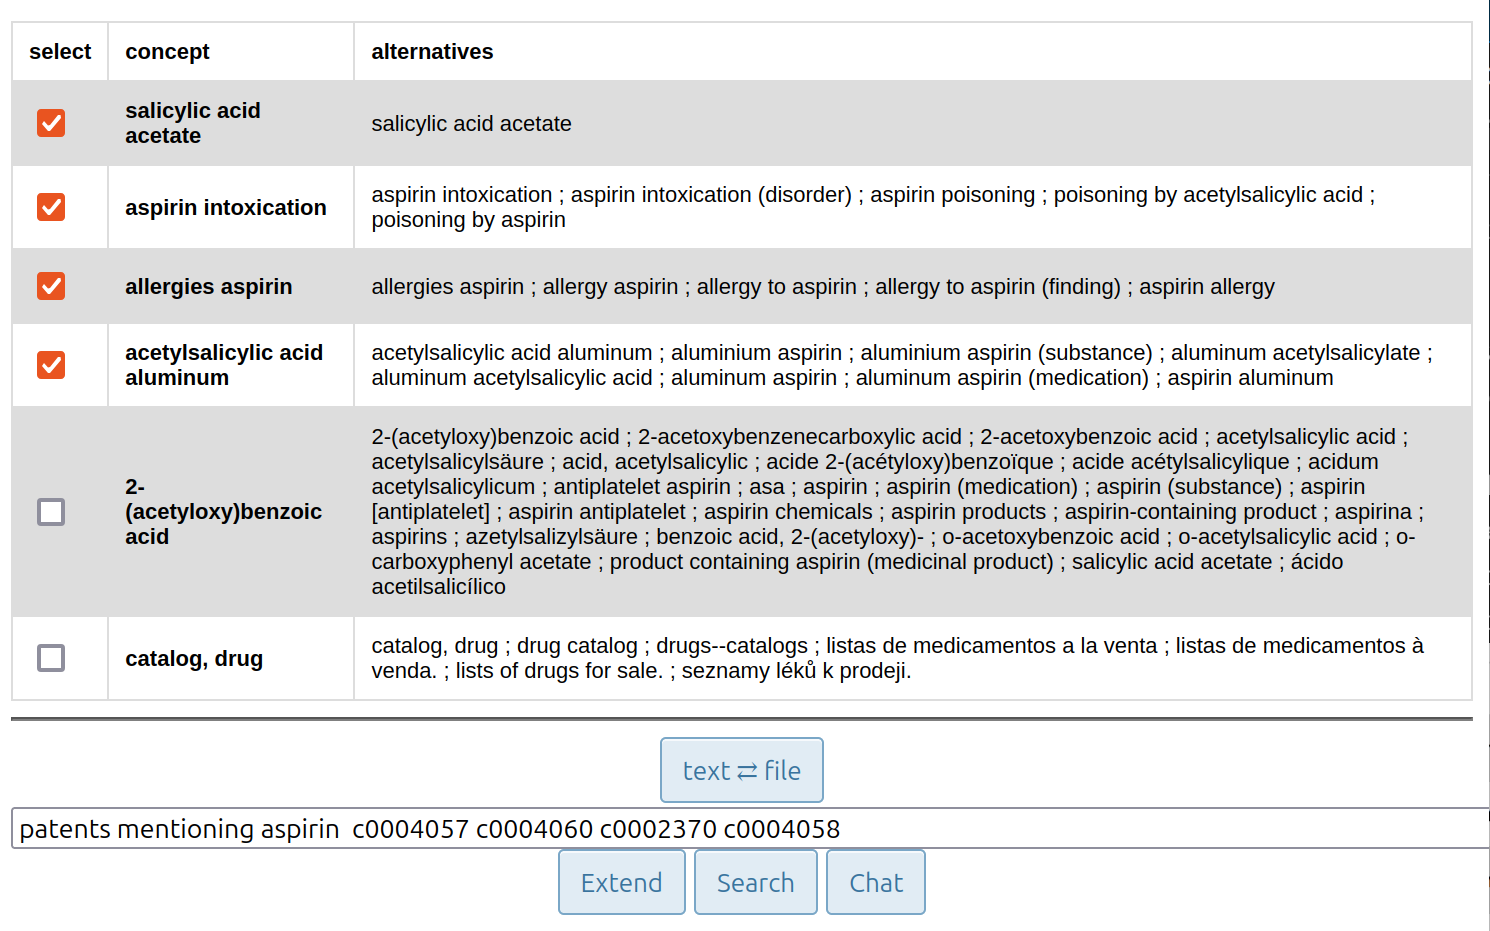 select concept alternatives
salicylic acid
acetate
salicylic acid acetate
aspirin intoxication
aspirin intoxication ; aspirin intoxication (disorder) ; aspirin poisoning ; poisoning by acetylsalicylic acid ;
poisoning by aspirin
allergies aspirin
allergies aspirin ; allergy aspirin ; allergy to aspirin ; allergy to aspirin (finding) ; aspirin allergy
acetylsalicylic acid
aluminum
acetylsalicylic acid aluminum ; aluminium aspirin ; aluminium aspirin (substance) ; aluminum acetylsalicylate ;
aluminum acetylsalicylic acid ; aluminum aspirin ; aluminum aspirin (medication) ; aspirin aluminum
2-
(acetyloxy)benzoic
acid
2-(acetyloxy)benzoic acid ; 2-acetoxybenzenecarboxylic acid ; 2-acetoxybenzoic acid ; acetylsalicylic acid ;
acetylsalicylsäure ; acid, acetylsalicylic ; acide 2-(acétyloxy)benzoïque ; acide acétylsalicylique ; acidum
acetylsalicylicum ; antiplatelet aspirin ; asa ; aspirin ; aspirin (medication) ; aspirin (substance) ; aspirin
[antiplatelet] ; aspirin antiplatelet ; aspirin chemicals ; aspirin products ; aspirin-containing product ; aspirina ;
aspirins ; azetylsalizylsäure ; benzoic acid, 2-(acetyloxy)- ; o-acetoxybenzoic acid ; o-acetylsalicylic acid ; o-
carboxyphenyl acetate ; product containing aspirin (medicinal product) ; salicylic acid acetate ; ácido
acetilsalicílico
catalog, drug
catalog, drug ; drug catalog ; drugs--catalogs ; listas de medicamentos a la venta ; listas de medicamentos à
venda. ; lists of drugs for sale. ; seznamy léků k prodeji.
text ⇄ file
patents mentioning aspirin c0004057 c0004060 c0002370 c0004058
Extend Search Chat